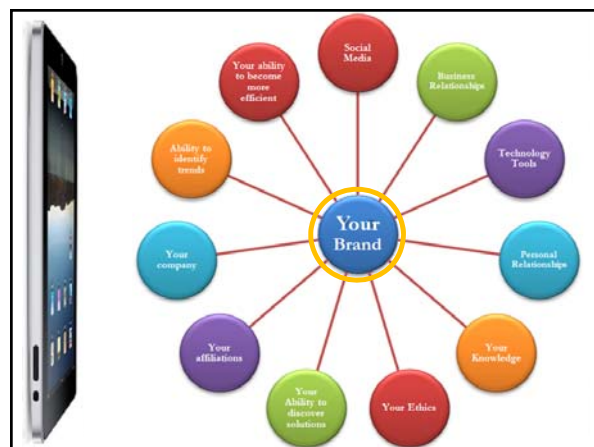 Social
Media
Business
Relationships
Technology
Tools
Personal
Relationships
Your
Knowledge
Your Ethics
Your
Ability to
discover
solutions
Your
affiliations
Your
company
Ability to
identify
trends
Your ability
to become
more
efficient
Your
Brand